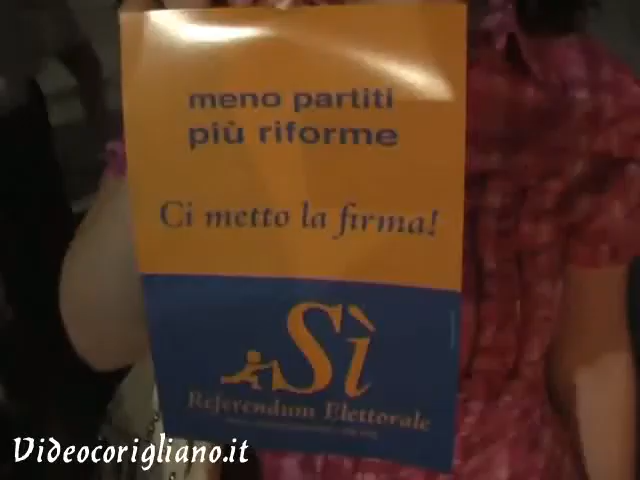 meno partiti
più riforme
Ci metto la firma!
Sì
Referendum Elettorale
Videocorigliano.it